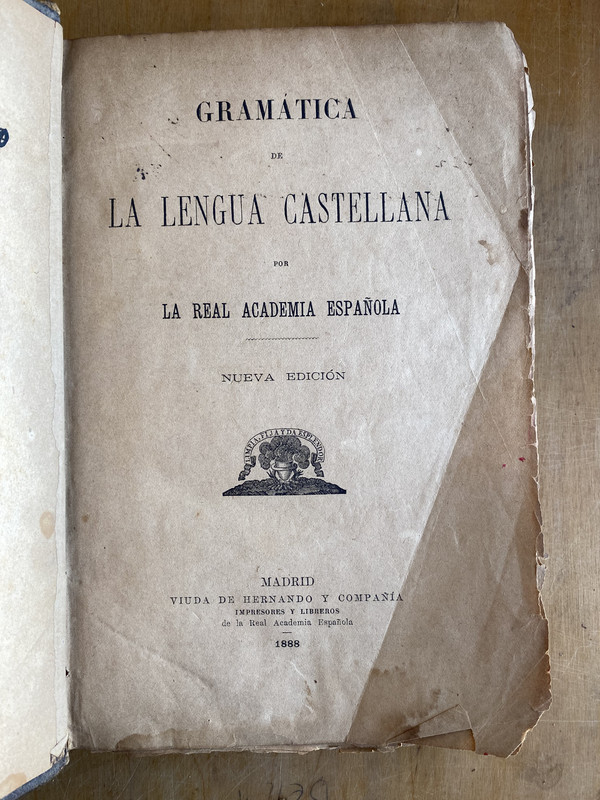 GRAMÁTICA
DE
LA LENGUA CASTELLANA
POR
LA REAL ACADEMIA ESPAÑOLA
NUEVA EDICIÓN
LIMPIA, FIJA Y DA ESPLENDOR
MADRID
VIUDA DE HERNANDO Y COMPAÑÍA
IMPRESORES Y LIBREROS
de la Real Academia Española
1888